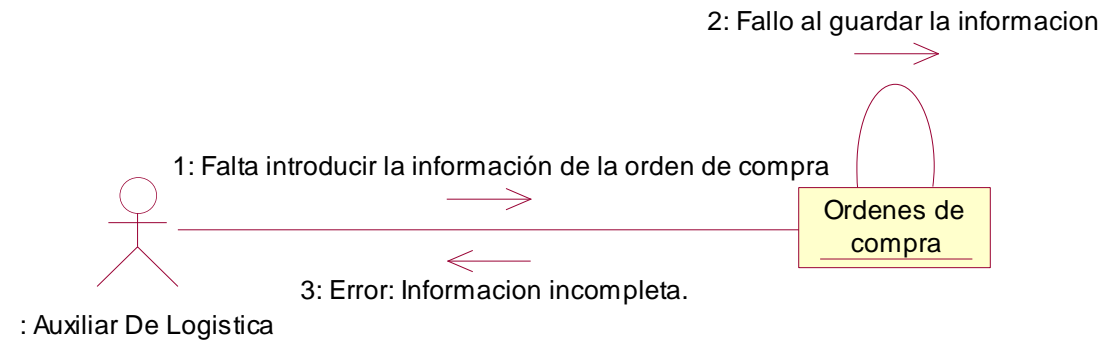 2: Fallo al guardar la informacion
1: Falta introducir la información de la orden de compra
Ordenes de
compra
3: Error: Informacion incompleta.
: Auxiliar De Logistica